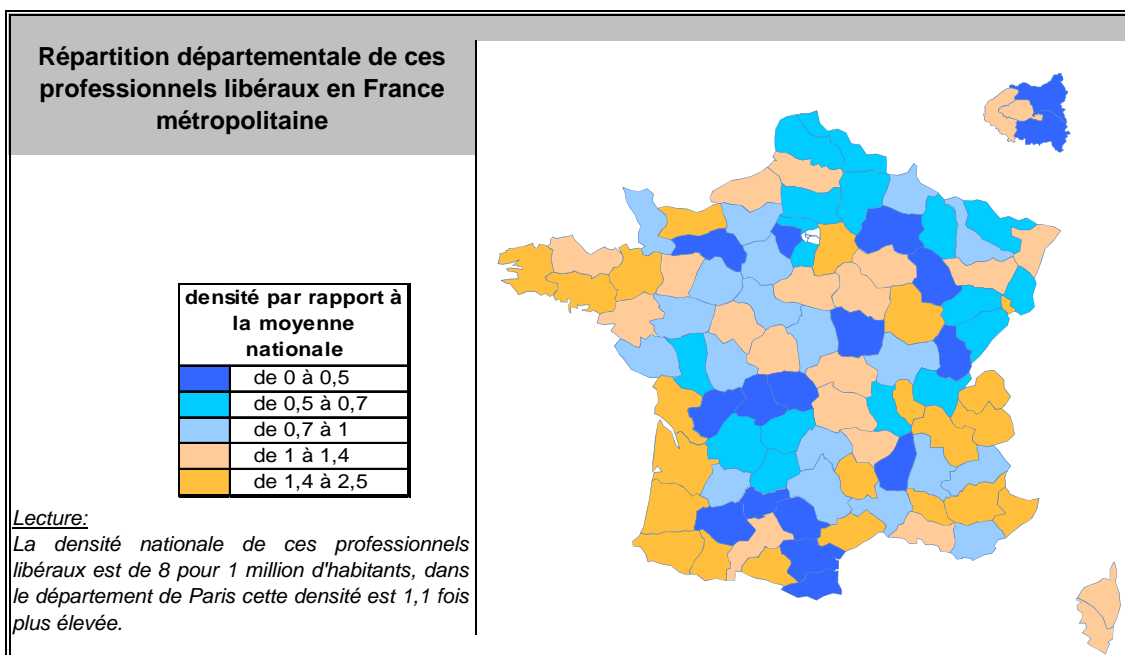 Répartition départementale de ces
professionnels libéraux en France
métropolitaine
densité par rapport à
la moyenne
nationale
de 0 à 0,5
de 0,5 à 0,7
de 0,7 à 1
de 1 à 1,4
de 1,4 à 2,5
Lecture:
La densité nationale de ces professionnels
libéraux est de 8 pour 1 million d'habitants, dans
le département de Paris cette densité est 1,1 fois
plus élevée.